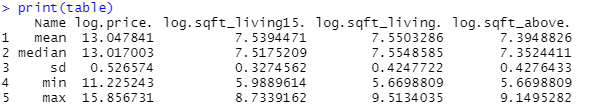 > print(table)
Name log.price. log.sqft_living15. log.sqft_living. log.sqft_above.
1 mean 13.047841 7.5394471 7.5503286 7.3948826
2 median 13.017003 7.5175209 7.5548585 7.3524411
3 sd 0.526574 0.3274562 0.4247722 0.4276433
4 min 11.225243 5.9889614 5.6698809 5.6698809
5 max 15.856731 8.7339162 9.5134035 9.1495282